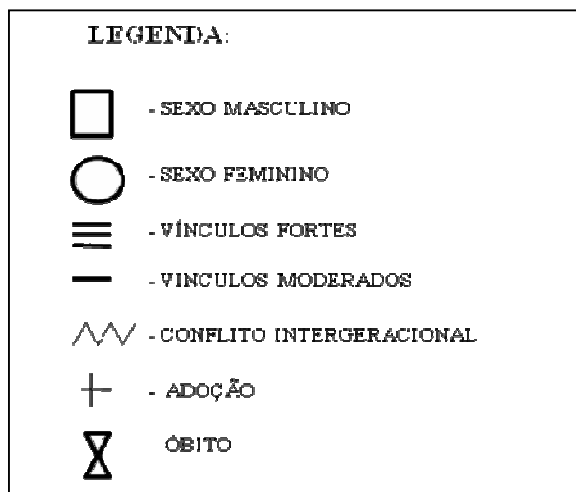 LEGENDA:
- SEXO MASCULINO
- SEXO FEMININO
- VÍNCULOS FORTES
- VINCULOS MODERADOS
- CONFLITO INTERGERACIONAL
- ADOÇÃO
ÓBITO